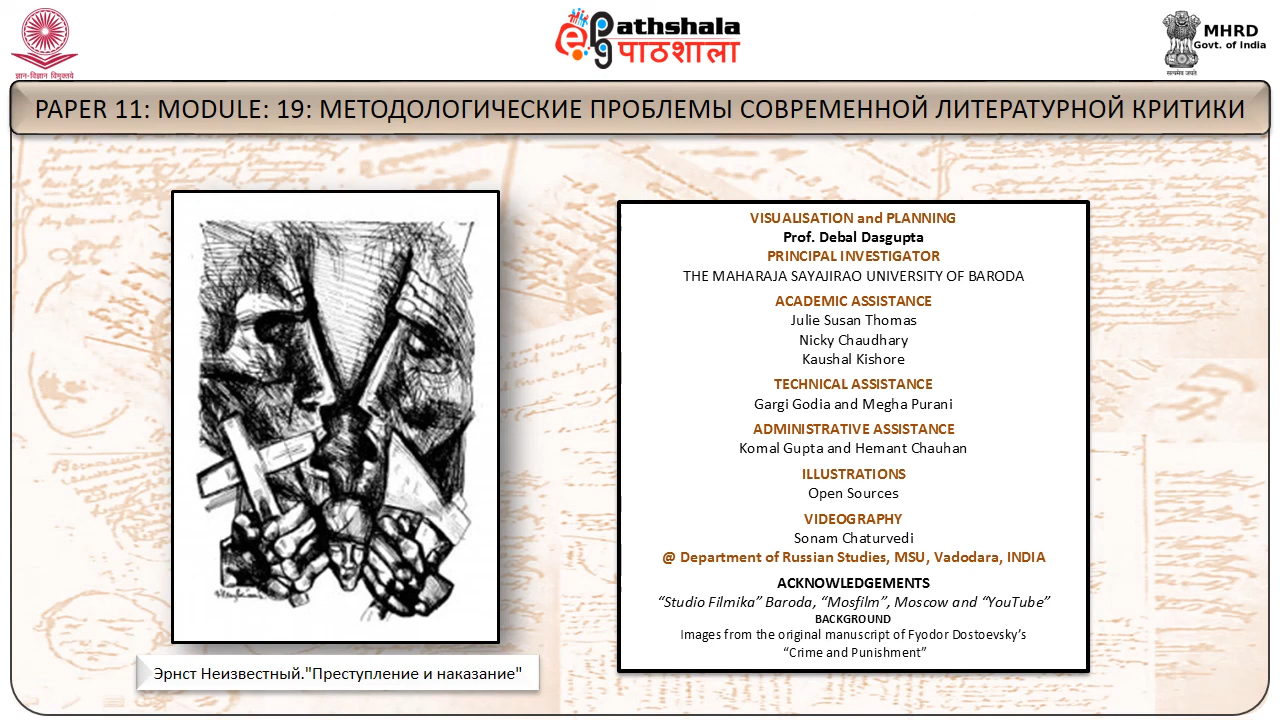 ज्ञान-विज्ञान विमुक्तये
ePg Pathshala
पाठशाला
MHRD
Govt. of India
सत्यमेव जयते
PAPER 11: MODULE: 19: МЕТОДОЛОГИЧЕСКИЕ ПРОБЛЕМЫ СОВРЕМЕННОЙ ЛИТЕРАТУРНОЙ КРИТИКИ
VISUALISATION and PLANNING
Prof. Debal Dasgupta
PRINCIPAL INVESTIGATOR
THE MAHARAJA SAYAJIRAO UNIVERSITY OF BARODA
ACADEMIC ASSISTANCE
Julie Susan Thomas
Nicky Chaudhary
Kaushal Kishore
TECHNICAL ASSISTANCE
Gargi Godia and Megha Purani
ADMINISTRATIVE ASSISTANCE
Komal Gupta and Hemant Chauhan
ILLUSTRATIONS
Open Sources
VIDEOGRAPHY
Sonam Chaturvedi
@ Department of Russian Studies, MSU, Vadodara, INDIA
ACKNOWLEDGEMENTS
“Studio Filmika” Baroda, “Mosfilm”, Moscow and “YouTube”
BACKGROUND
Images from the original manuscript of Fyodor Dostoevsky’s
“Crime and Punishment”
Эрнст Неизвестный."Преступление и наказание"